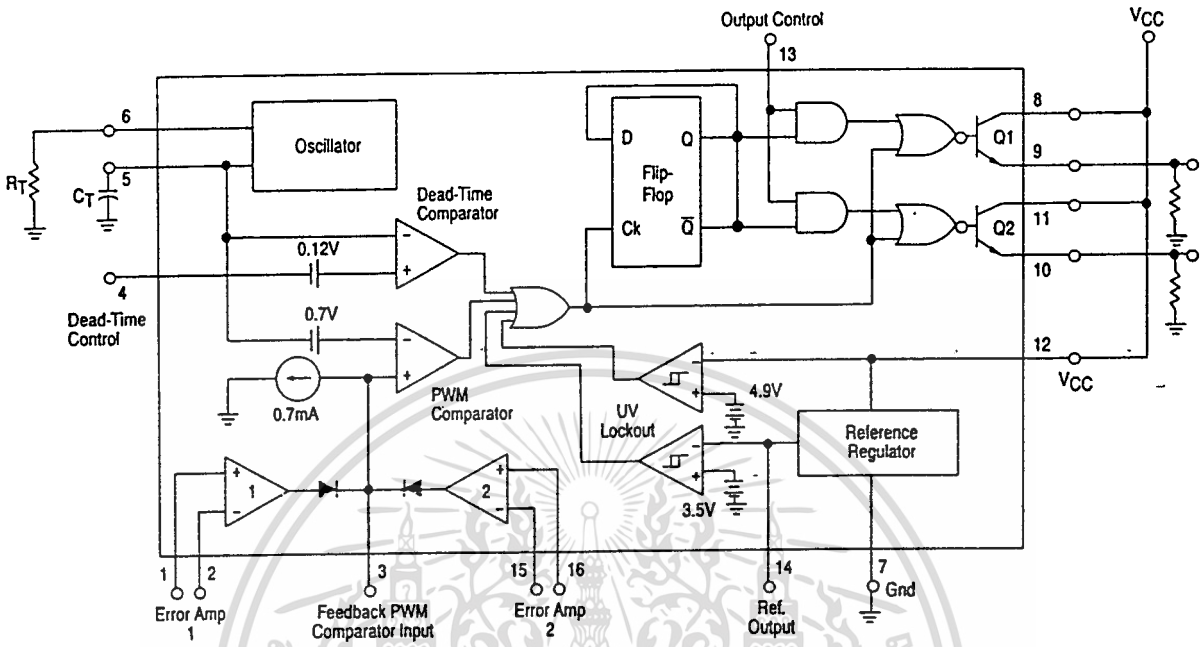 Output Control
13
VCC
6
Oscillator
5
RT
CT
4
Dead-Time
Control
0.12V
0.7V
Dead-Time
Comparator
D
Q
Flip-
Flop
Ck
Q̅
8
Q1
9
11
Q2
10
0.7mA
PWM
Comparator
UV
Lockout
4.9V
3.5V
12
VCC
Reference
Regulator
1
2
-
+
-
+
+
-
+
-
-
+
-
+
1
2
3
15
16
14
7
Gnd
Error Amp
1
Feedback PWM
Comparator Input
Error Amp
2
Ref.
Output